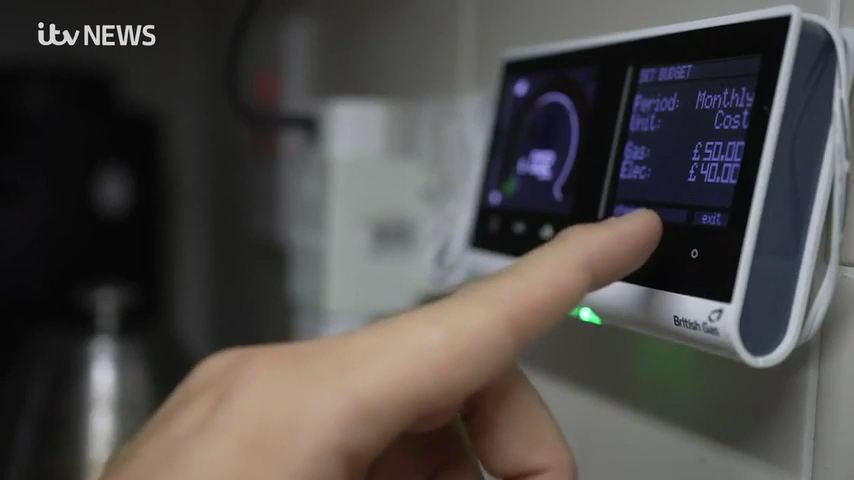 itv NEWS
SET BUDGET
Period: Monthly
Unit: Cost
Gas: £50.00
Elec: £40.00
exit
British Gas